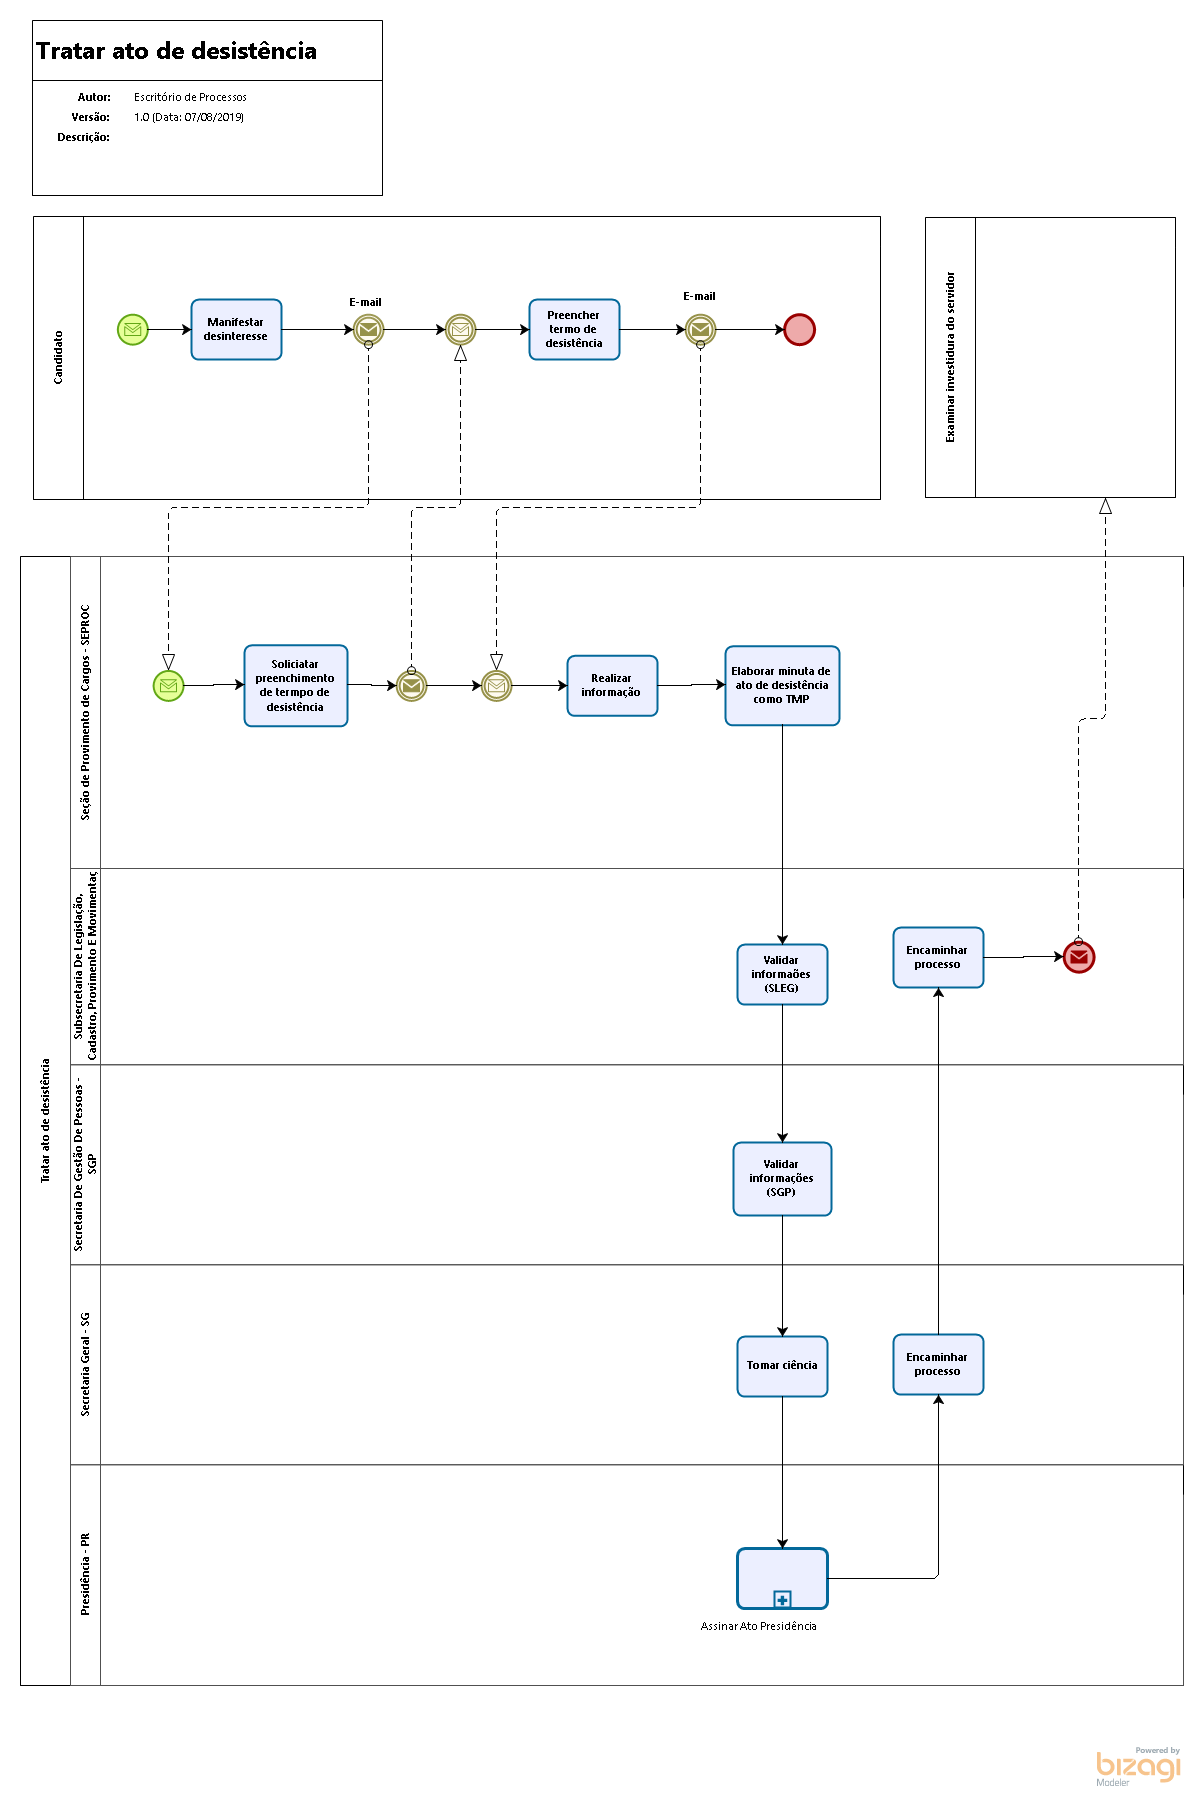 Tratar ato de desistência
Autor: Escritório de Processos
Versão: 1.0 (Data: 07/08/2019)
Descrição:
Candidato
Manifestar
desinteresse
E-mail
Preencher
termo de
desistência
E-mail
Examinar investidura do servidor
Tratar ato de desistência
Seção de Provimento de Cargos - SEPROC
Soliciatar
preenchimento
de termpo de
desistência
Realizar
informação
Elaborar minuta de
ato de desistência
como TMP
Subsecretaria De Legislação,
Cadastro, Provimento E Movimentaç
Validar
informaões
(SLEG)
Encaminhar
processo
Secretaria De Gestão De Pessoas -
SGP
Validar
informações
(SGP)
Secretaria Geral - SG
Tomar ciência
Encaminhar
processo
Presidência - PR
Assinar Ato Presidência
Powered by
bizagi
Modeler